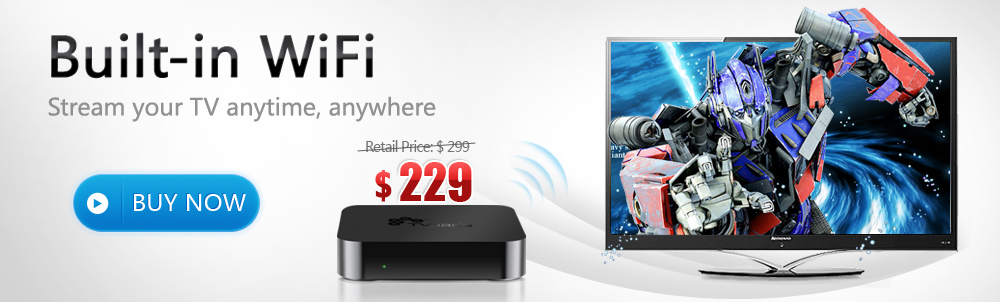 Built-in WiFi
Stream your TV anytime, anywhere
Retail Price: $ 299
$ 229
BUY NOW
lenovo